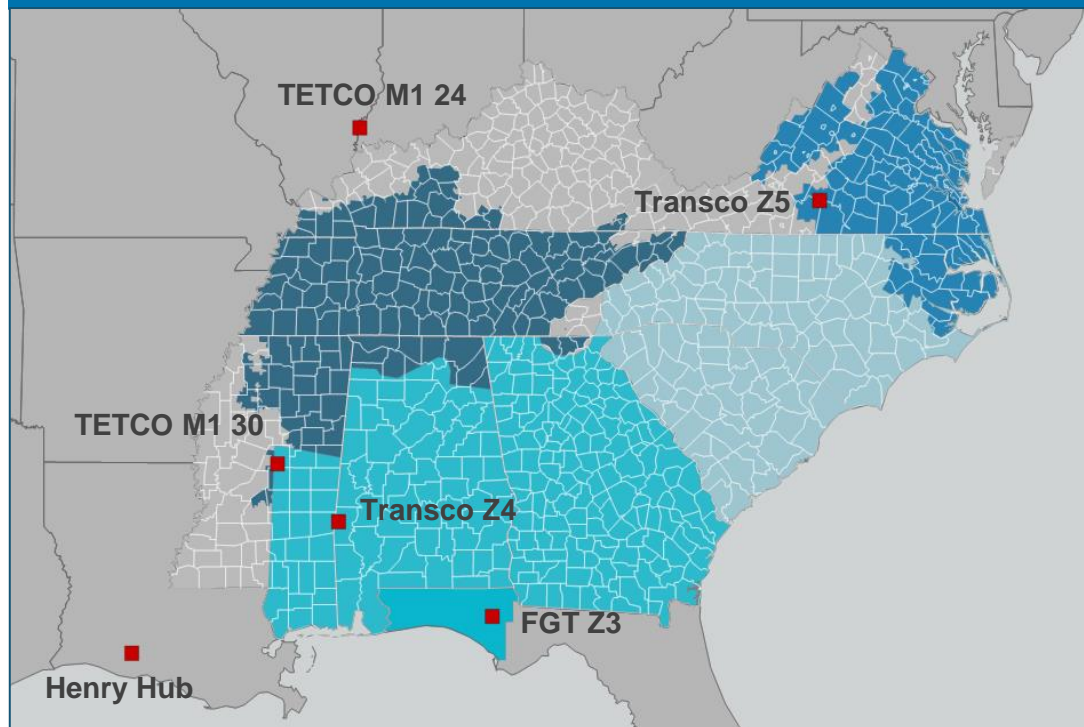 TETCO M1 24
Transco Z5
TETCO M1 30
Transco Z4
FGT Z3
Henry Hub